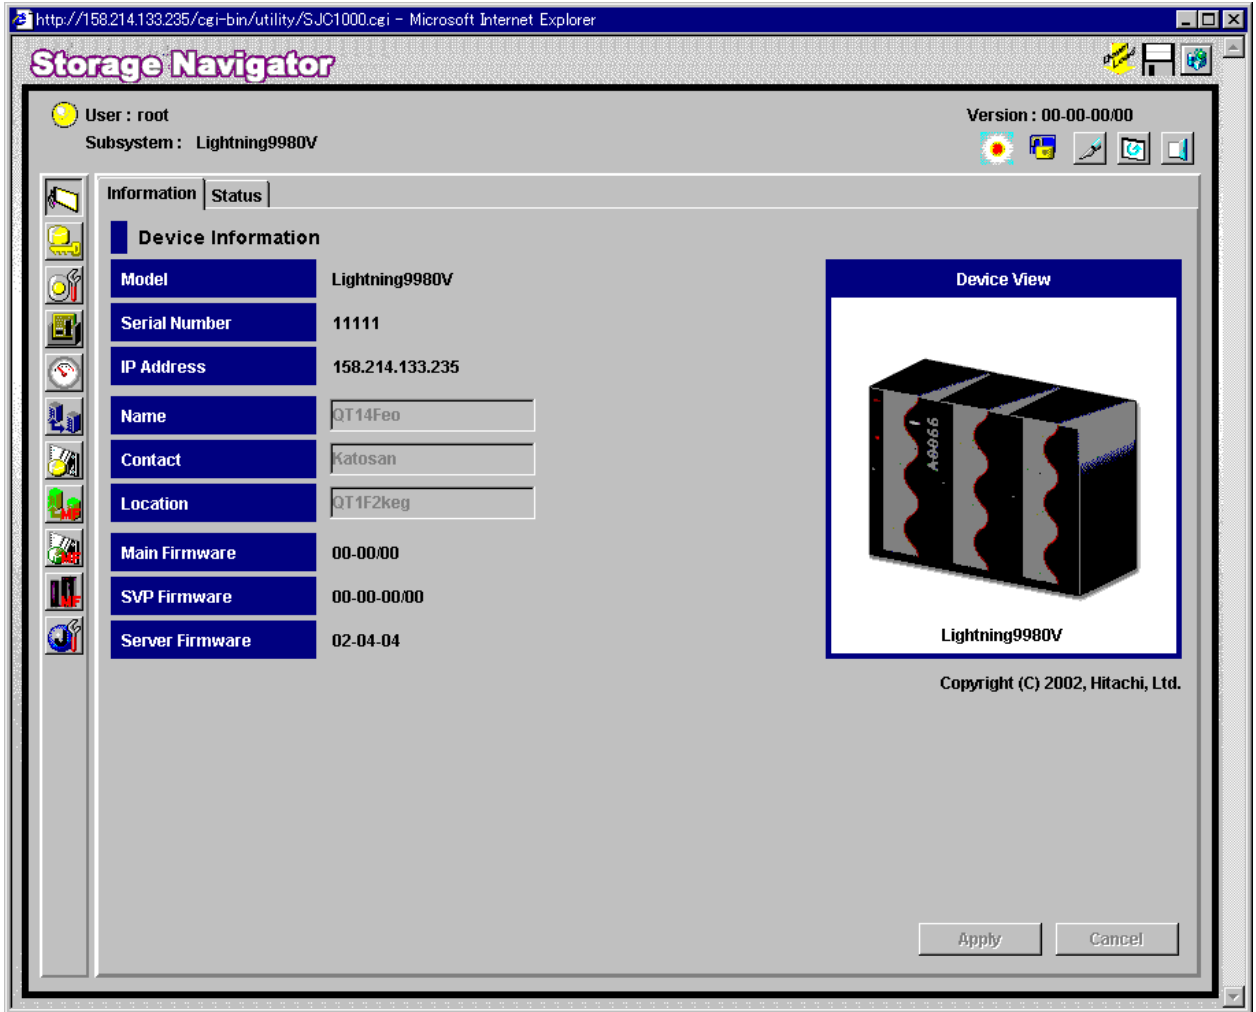 http://158.214.133.235/cgi-bin/utility/SJC1000.cgi - Microsoft Internet Explorer
Storage Navigator
User : root
Version : 00-00-00/00
Subsystem : Lightning9980V
Information Status
Device Information
Model Lightning9980V
Device View
Serial Number 11111
IP Address 158.214.133.235
Name QT14Feo
Contact Katosan
Location QT1F2keg
Main Firmware 00-00/00
SVP Firmware 00-00-00/00
Server Firmware 02-04-04
Lightning9980V
Copyright (C) 2002, Hitachi, Ltd.
Apply Cancel